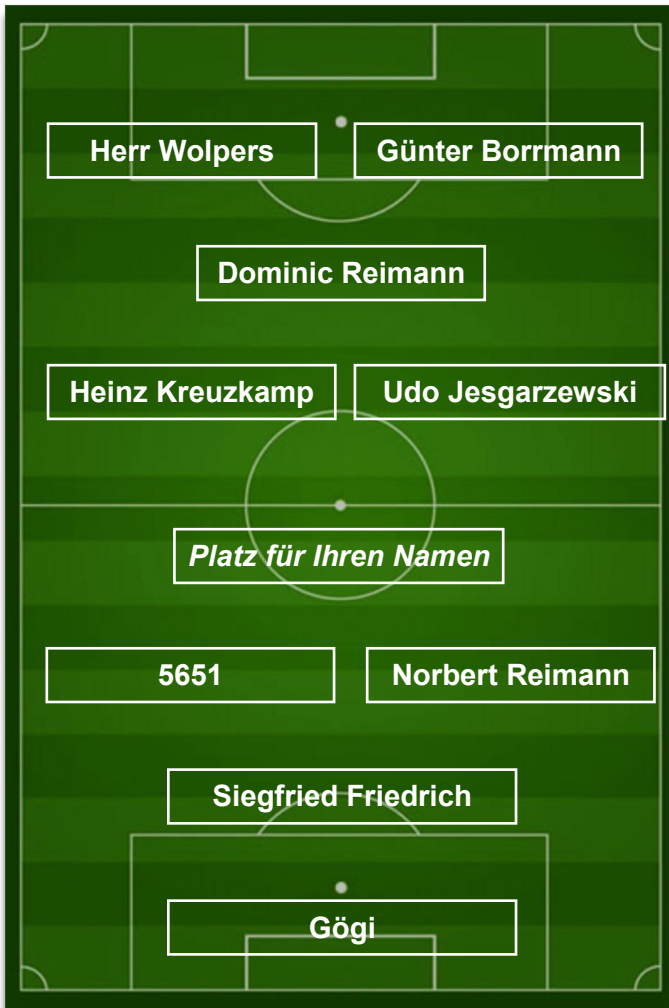 Herr Wolpers
Günter Borrmann
Dominic Reimann
Heinz Kreuzkamp
Udo Jesgarzewski
Platz für Ihren Namen
5651
Norbert Reimann
Siegfried Friedrich
Gögi